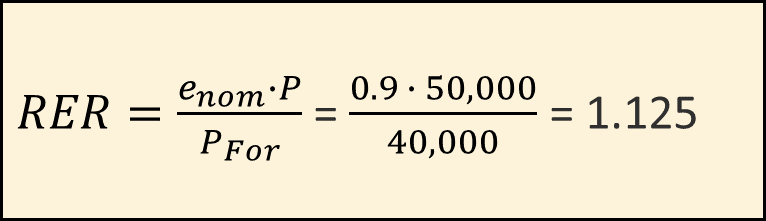 RER = e_nom·P / P_For = 0.9 · 50,000 / 40,000 = 1.125